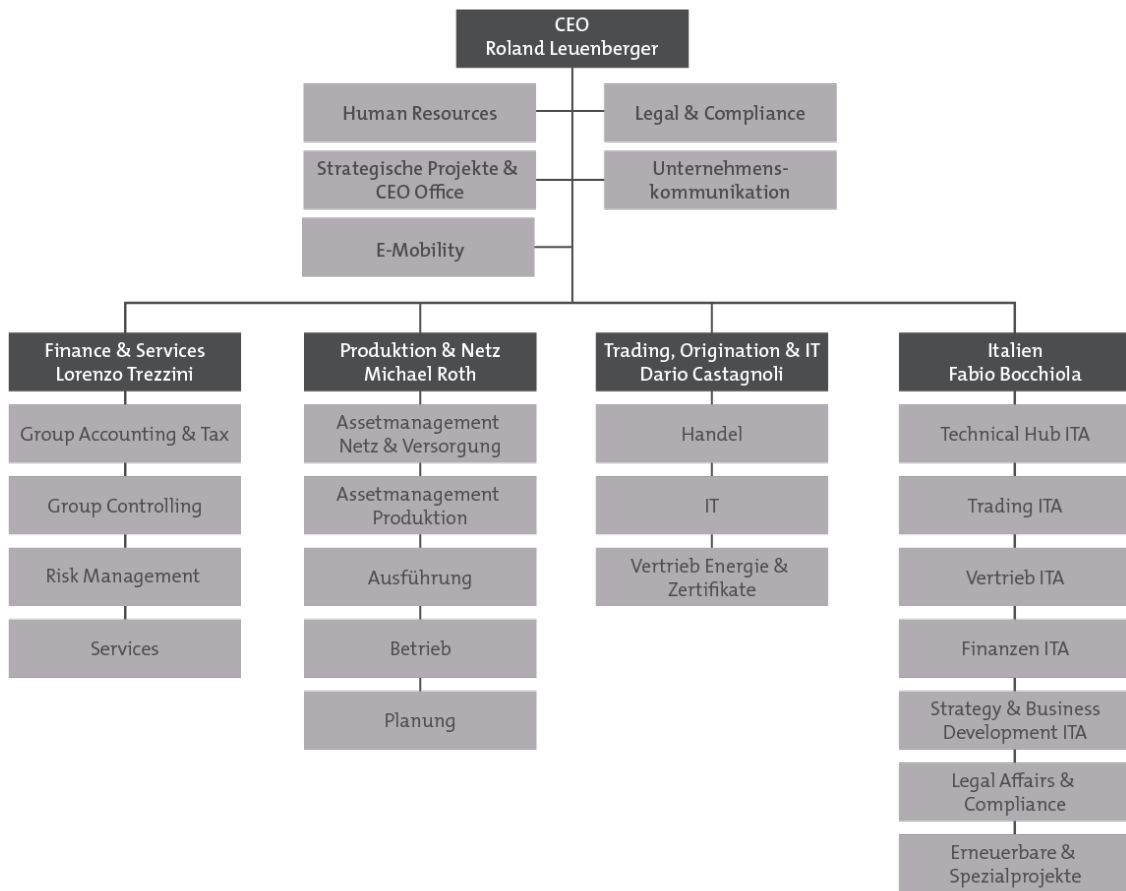 CEO
Roland Leuenberger
Human Resources
Legal & Compliance
Strategische Projekte &
CEO Office
Unternehmens-
kommunikation
E-Mobility
Finance & Services
Lorenzo Trezzini
Group Accounting & Tax
Group Controlling
Risk Management
Services
Produktion & Netz
Michael Roth
Assetmanagement
Netz & Versorgung
Assetmanagement
Produktion
Ausführung
Betrieb
Planung
Trading, Origination & IT
Dario Castagnoli
Handel
IT
Vertrieb Energie &
Zertifikate
Italien
Fabio Bocchiola
Technical Hub ITA
Trading ITA
Vertrieb ITA
Finanzen ITA
Strategy & Business
Development ITA
Legal Affairs &
Compliance
Erneuerbare &
Spezialprojekte